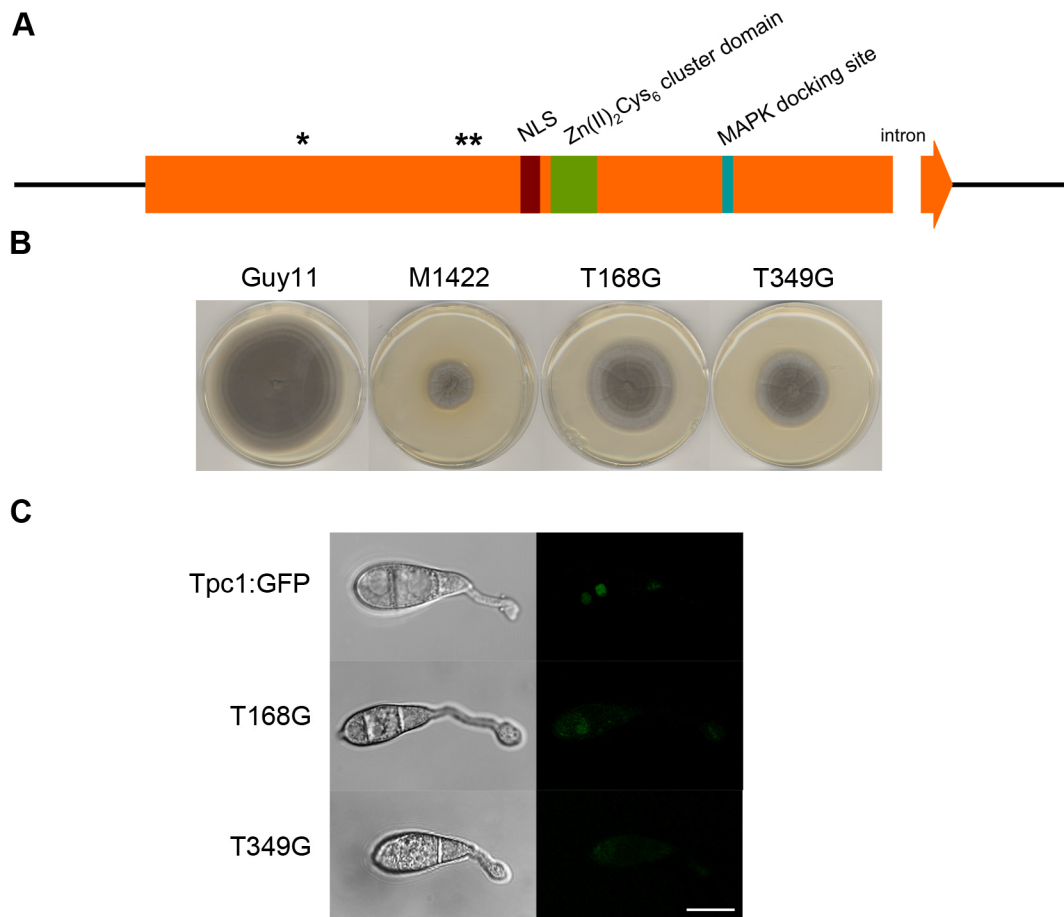 A
* **
NLS
Zn(II)₂Cys₆ cluster domain
MAPK docking site
intron
B
Guy11 M1422 T168G T349G
C
Tpc1:GFP
T168G
T349G